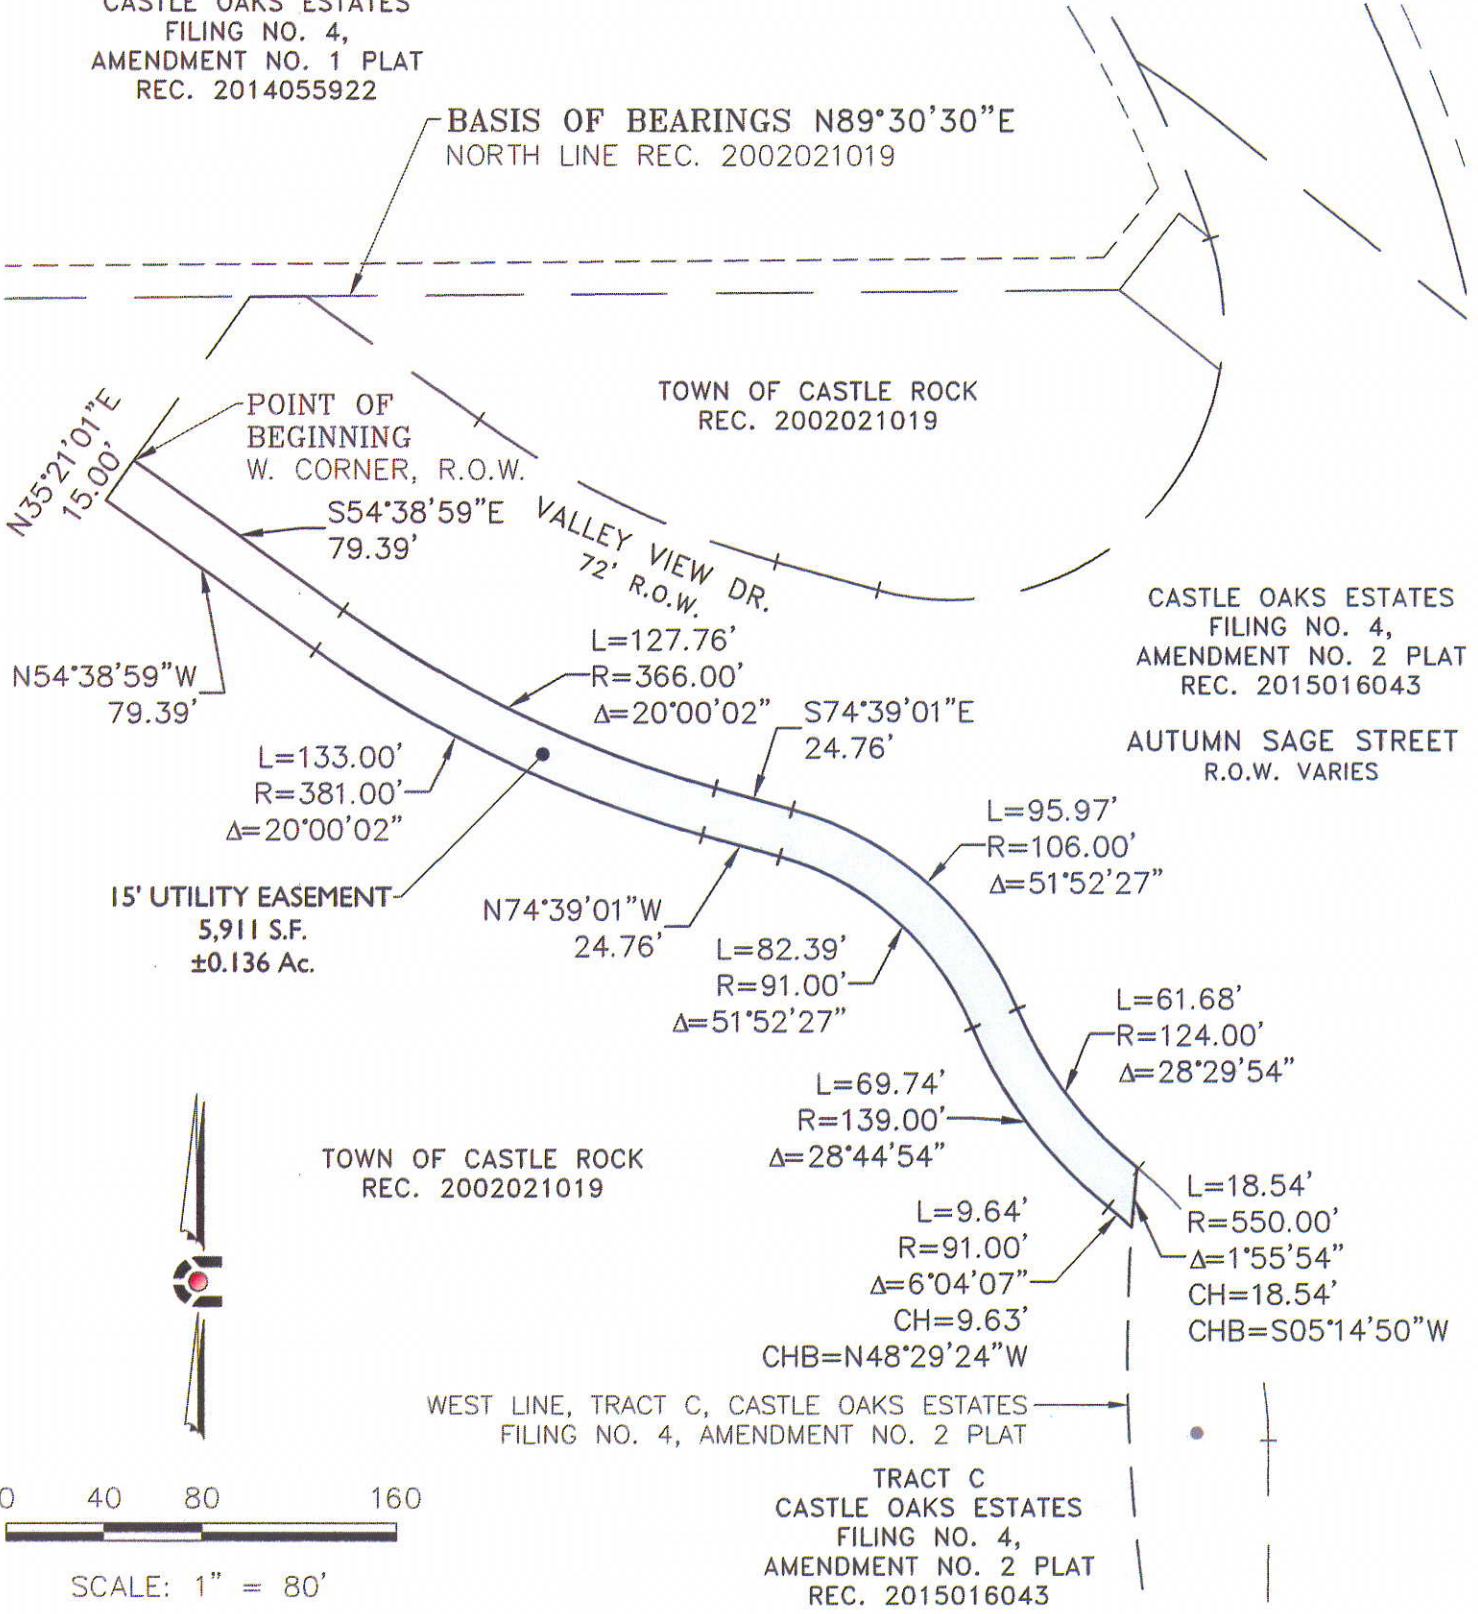 CASTLE OAKS ESTATES
FILING NO. 4,
AMENDMENT NO. 1 PLAT
REC. 2014055922
BASIS OF BEARINGS N89°30'30"E
NORTH LINE REC. 2002021019
TOWN OF CASTLE ROCK
REC. 2002021019
N35°21'01"E
15.00'
POINT OF
BEGINNING
W. CORNER, R.O.W.
S54°38'59"E
79.39'
VALLEY VIEW DR.
72' R.O.W.
CASTLE OAKS ESTATES
FILING NO. 4,
AMENDMENT NO. 2 PLAT
REC. 2015016043
N54°38'59"W
79.39'
L=127.76'
R=366.00'
Δ=20°00'02"
S74°39'01"E
24.76'
AUTUMN SAGE STREET
R.O.W. VARIES
L=133.00'
R=381.00'
Δ=20°00'02"
L=95.97'
R=106.00'
Δ=51°52'27"
15' UTILITY EASEMENT
5,911 S.F.
±0.136 Ac.
N74°39'01"W
24.76'
L=82.39'
R=91.00'
Δ=51°52'27"
L=61.68'
R=124.00'
Δ=28°29'54"
L=69.74'
R=139.00'
Δ=28°44'54"
TOWN OF CASTLE ROCK
REC. 2002021019
L=9.64'
R=91.00'
Δ=6°04'07"
CH=9.63'
CHB=N48°29'24"W
L=18.54'
R=550.00'
Δ=1°55'54"
CH=18.54'
CHB=S05°14'50"W
WEST LINE, TRACT C, CASTLE OAKS ESTATES
FILING NO. 4, AMENDMENT NO. 2 PLAT
TRACT C
CASTLE OAKS ESTATES
FILING NO. 4,
AMENDMENT NO. 2 PLAT
REC. 2015016043
0 40 80 160
SCALE: 1" = 80'